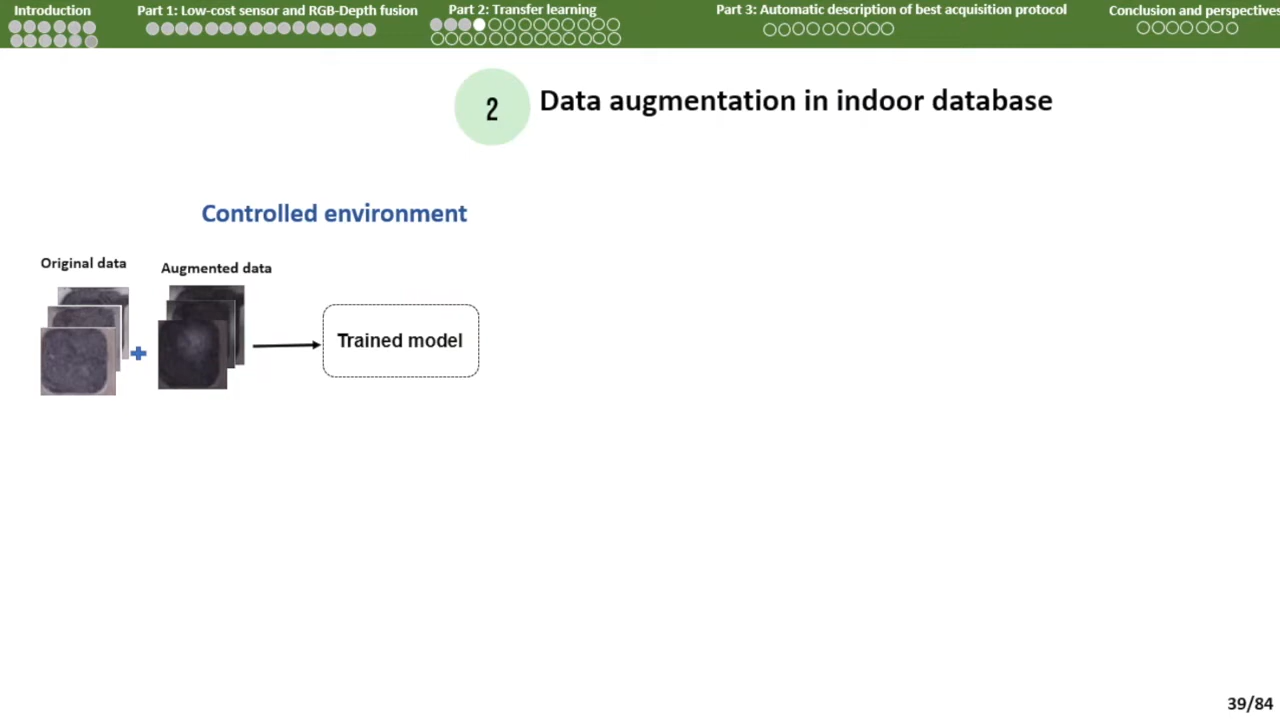 Introduction
Part 1: Low-cost sensor and RGB-Depth fusion
Part 2: Transfer learning
Part 3: Automatic description of best acquisition protocol
Conclusion and perspectives
2
Data augmentation in indoor database
Controlled environment
Original data
Augmented data
Trained model
39/84